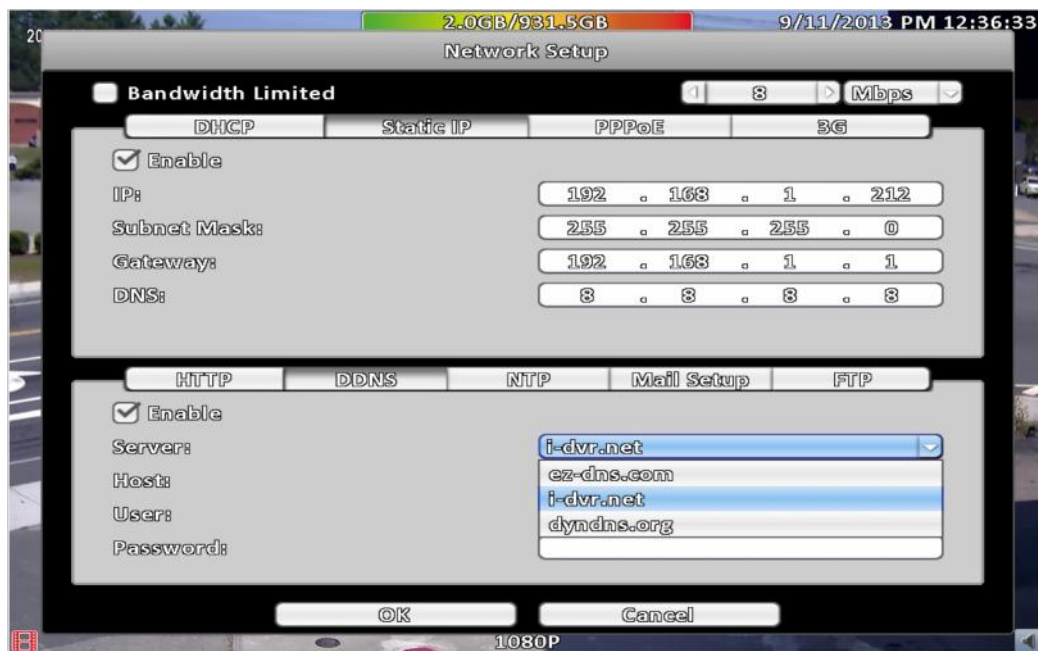 20
2.0GB/931.5GB
9/11/2013 PM 12:36:33
Network Setup
Bandwidth Limited
8 Mbps
DHCP Static IP PPPoE 3G
Enable
IP: 192 . 168 . 1 . 212
Subnet Mask: 255 . 255 . 255 . 0
Gateway: 192 . 168 . 1 . 1
DNS: 8 . 8 . 8 . 8
HTTP DDNS NTP Mail Setup FTP
Enable
Server: i-dvr.net
ez-dns.com
Host:
i-dvr.net
User:
dyndns.org
Password:
OK Cancel
1080P